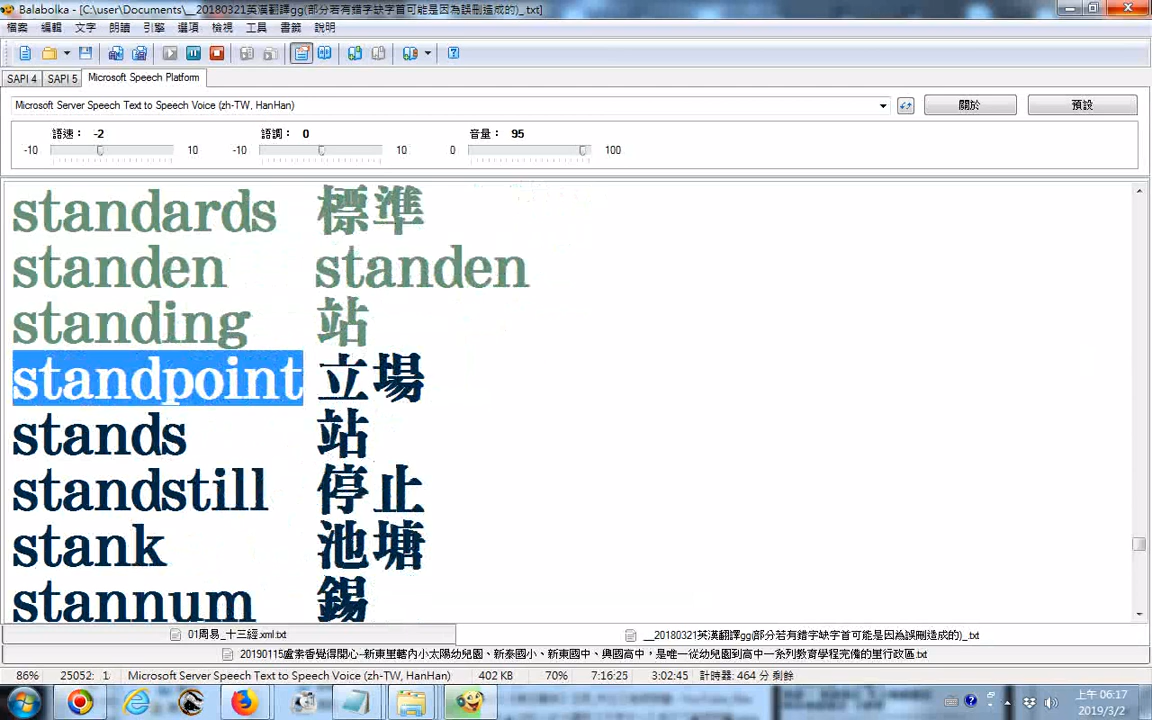 Balabolka - [C:\user\Documents\__20180321英漢翻譯gg(部分若有錯字缺字首可能是因為誤刪造成的)_.txt]
檔案 編輯 文字 朗讀 引擎 選項 檢視 工具 書籤 說明
SAPI 4 SAPI 5 Microsoft Speech Platform
Microsoft Server Speech Text to Speech Voice (zh-TW, HanHan) 關於 預設
語速： -2 語調： 0 音量： 95
-10 10 -10 10 0 100
standards 標準
standen standen
standing 站
standpoint 立場
stands 站
standstill 停止
stank 池塘
stannum 錫
01周易_十三經.xml.txt __20180321英漢翻譯gg(部分若有錯字缺字首可能是因為誤刪造成的)_.txt
20190115盧素香覺得開心-新東里轄內小太陽幼兒園、新泰國小、新東國中、興國高中，是唯一從幼兒園到高中一系列教育學程完備的里行政區.txt
86% 25052: 1 Microsoft Server Speech Text to Speech Voice (zh-TW, HanHan) 402 KB 70% 7:16:25 3:02:45 計時器: 464 分 剩餘
上午 06:17
2019/3/2